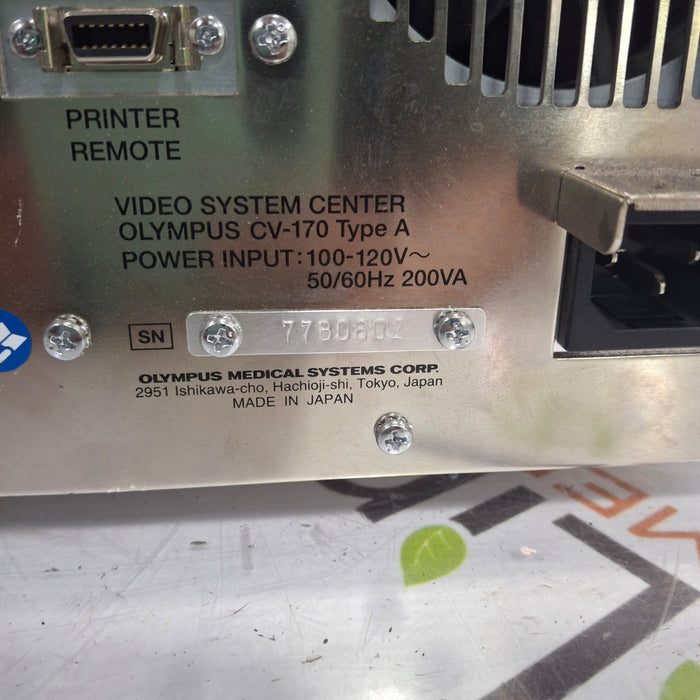 PRINTER
REMOTE
VIDEO SYSTEM CENTER
OLYMPUS CV-170 Type A
POWER INPUT: 100-120V~
50/60Hz 200VA
SN 7780802
OLYMPUS MEDICAL SYSTEMS CORP.
2951 Ishikawa-cho, Hachioji-shi, Tokyo, Japan
MADE IN JAPAN